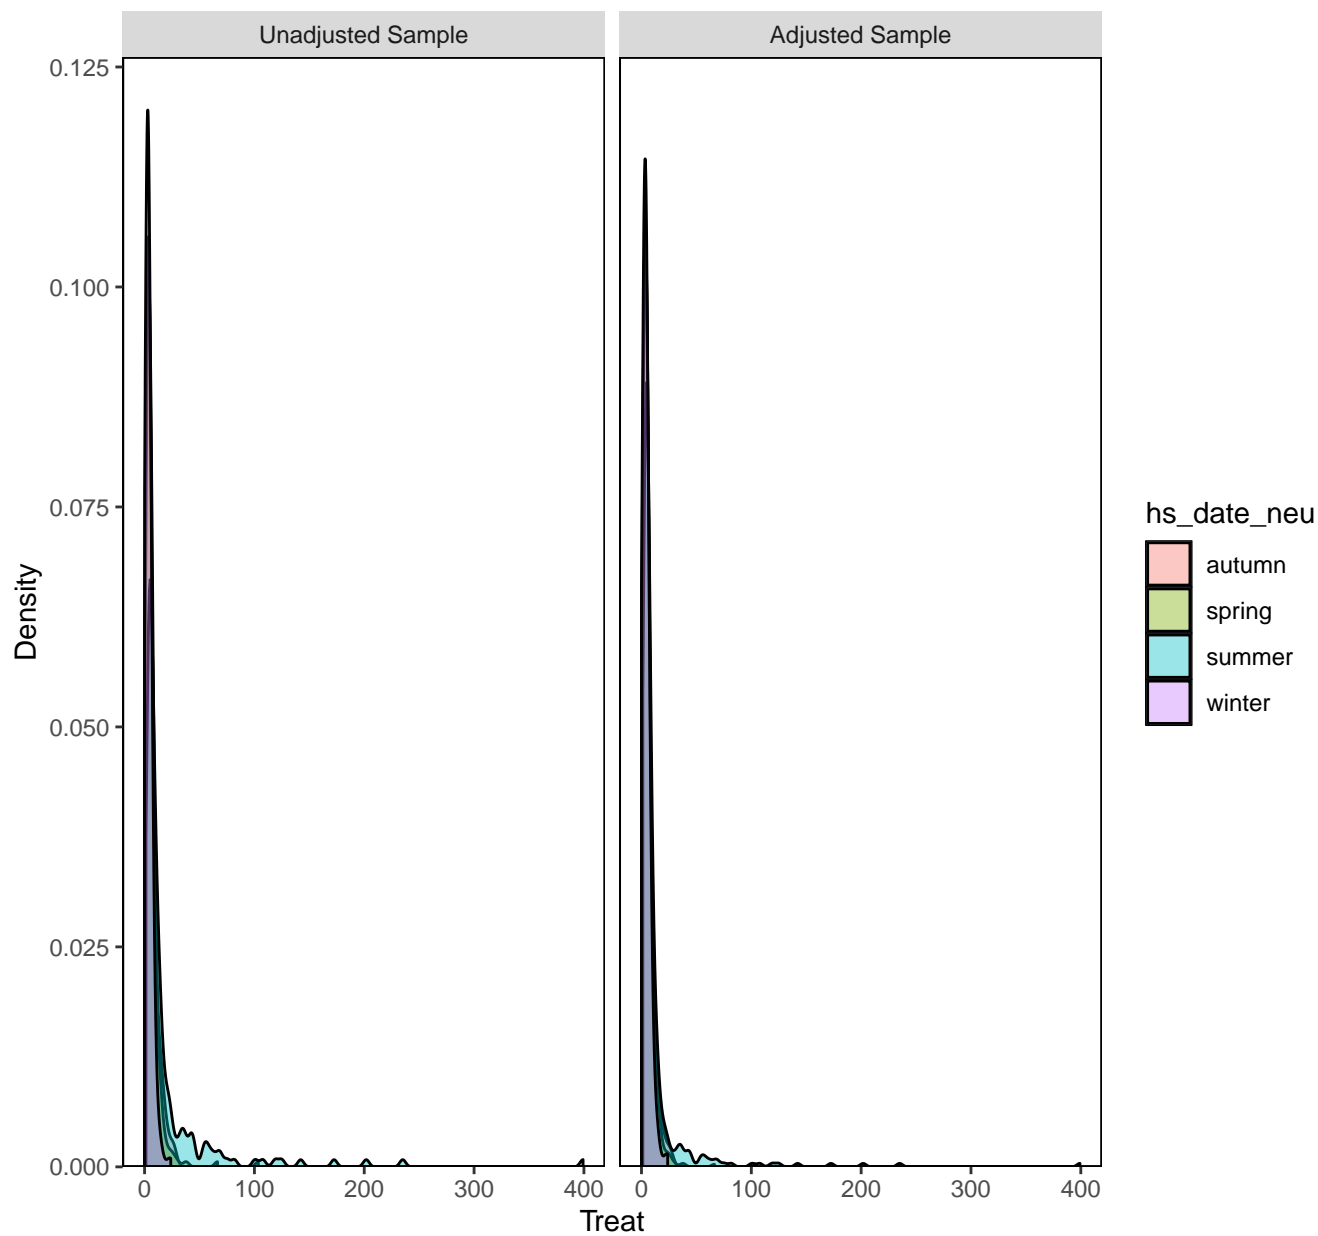 Unadjusted Sample
Adjusted Sample
0.125
0.100
0.075
0.050
0.025
0.000
Density
0
100
200
300
400
0
100
200
300
400
Treat
hs_date_neu
autumn
spring
summer
winter